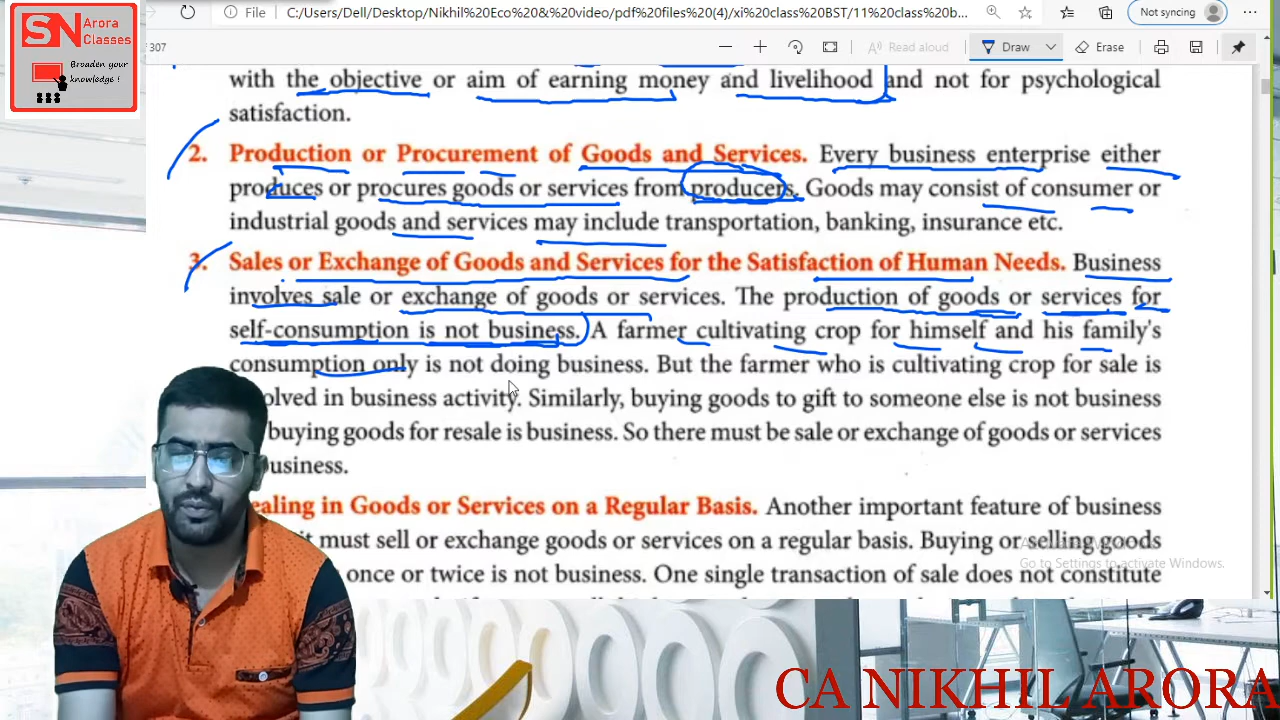 SN Arora Classes
Broaden your knowledge !
File C:/Users/Dell/Desktop/Nikhil%20Eco%20&%20video/pdf%20files%20(4)/xi%20class%20BST/11%20class%20b... Not syncing
307 Read aloud Draw Erase
with the objective or aim of earning money and livelihood and not for psychological
satisfaction.
2. Production or Procurement of Goods and Services. Every business enterprise either
produces or procures goods or services from producers. Goods may consist of consumer or
industrial goods and services may include transportation, banking, insurance etc.
3. Sales or Exchange of Goods and Services for the Satisfaction of Human Needs. Business
involves sale or exchange of goods or services. The production of goods or services for
self-consumption is not business. A farmer cultivating crop for himself and his family's
consumption only is not doing business. But the farmer who is cultivating crop for sale is
olved in business activity. Similarly, buying goods to gift to someone else is not business
buying goods for resale is business. So there must be sale or exchange of goods or services
usiness.
ealing in Goods or Services on a Regular Basis. Another important feature of business
must sell or exchange goods or services on a regular basis. Buying or selling goods
once or twice is not business. One single transaction of sale does not constitute
Go to Settings to activate Windows.
CA NIKHIL ARORA